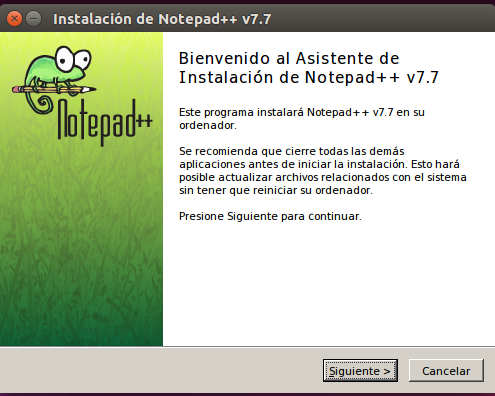 Instalación de Notepad++ v7.7
Notepad++
Bienvenido al Asistente de
Instalación de Notepad++ v7.7
Este programa instalará Notepad++ v7.7 en su
ordenador.
Se recomienda que cierre todas las demás
aplicaciones antes de iniciar la instalación. Esto hará
posible actualizar archivos relacionados con el sistema
sin tener que reiniciar su ordenador.
Presione Siguiente para continuar.
Siguiente >
Cancelar